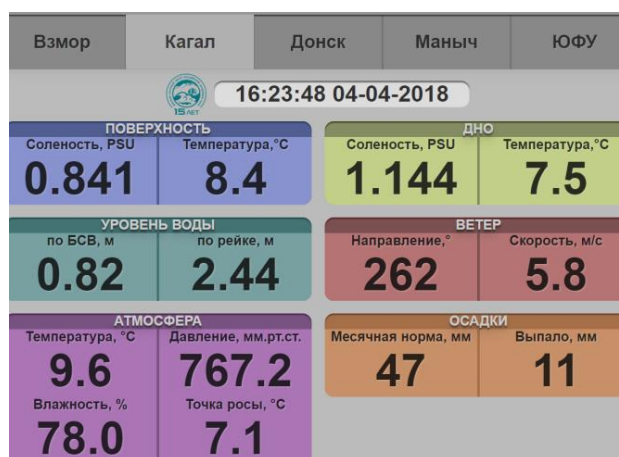 Взмор Кагал Донск Маныч ЮФУ
15 ЛЕТ
16:23:48 04-04-2018
ПОВЕРХНОСТЬ
Соленость, PSU Температура,°C
0.841 8.4
ДНО
Соленость, PSU Температура,°C
1.144 7.5
УРОВЕНЬ ВОДЫ
по БСВ, м по рейке, м
0.82 2.44
ВЕТЕР
Направление,° Скорость, м/с
262 5.8
АТМОСФЕРА
Температура, °C Давление, мм.рт.ст.
9.6 767.2
Влажность, % Точка росы, °C
78.0 7.1
ОСАДКИ
Месячная норма, мм Выпало, мм
47 11